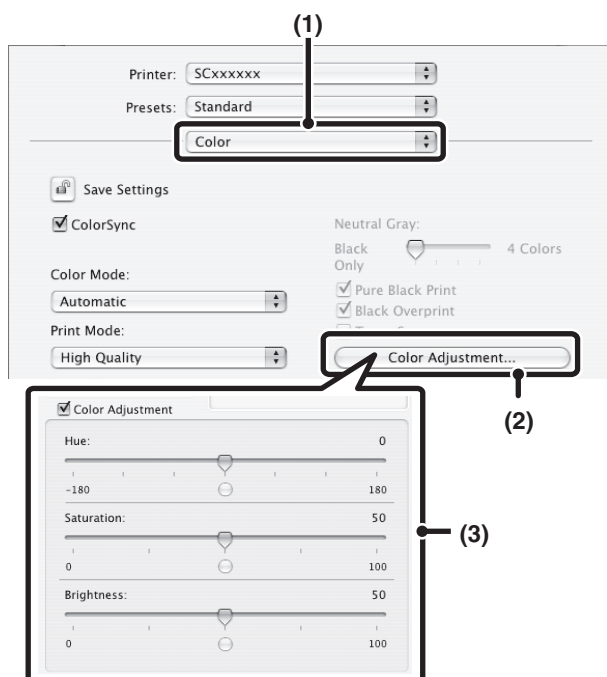 (1)
Printer: SCxxxxxx
Presets: Standard
Color
Save Settings
ColorSync
Neutral Gray:
Black Only
4 Colors
Color Mode:
Automatic
Pure Black Print
Black Overprint
Print Mode:
High Quality
Color Adjustment...
(2)
Color Adjustment
Hue: 0
-180 180
Saturation: 50
0 100
(3)
Brightness: 50
0 100